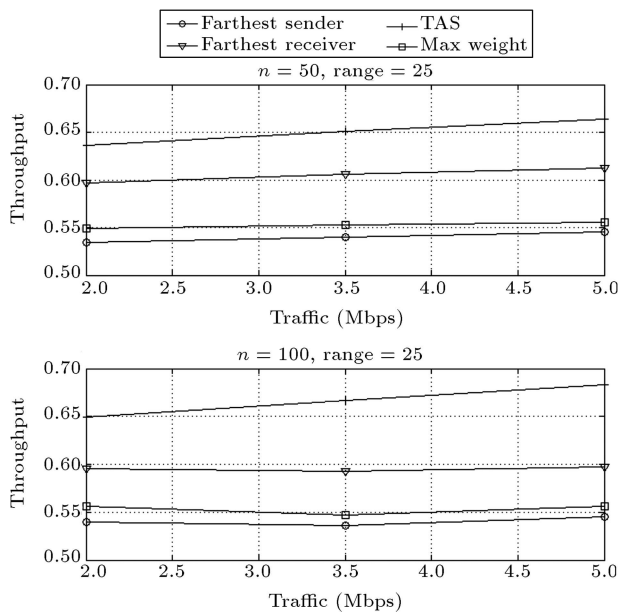 Farthest sender
TAS
Farthest receiver
Max weight
n = 50, range = 25
0.70
0.65
0.60
0.55
0.50
Throughput
2.0 2.5 3.0 3.5 4.0 4.5 5.0
Traffic (Mbps)
n = 100, range = 25
0.70
0.65
0.60
0.55
0.50
Throughput
2.0 2.5 3.0 3.5 4.0 4.5 5.0
Traffic (Mbps)